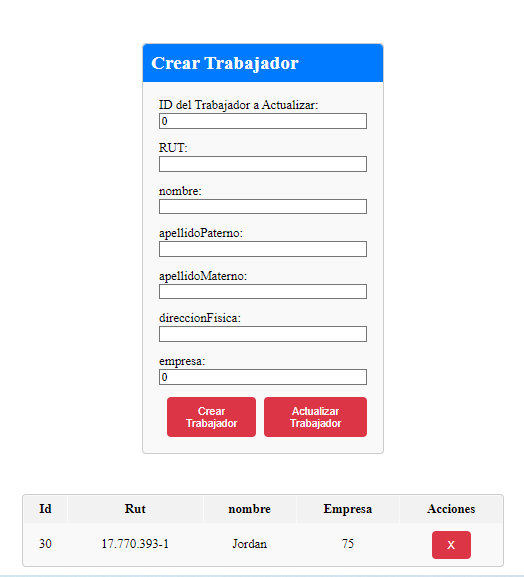 Crear Trabajador
ID del Trabajador a Actualizar:
0
RUT:
nombre:
apellidoPaterno:
apellidoMaterno:
direccionFisica:
empresa:
0
Crear Trabajador
Actualizar Trabajador
Id Rut nombre Empresa Acciones
30 17.770.393-1 Jordan 75 X